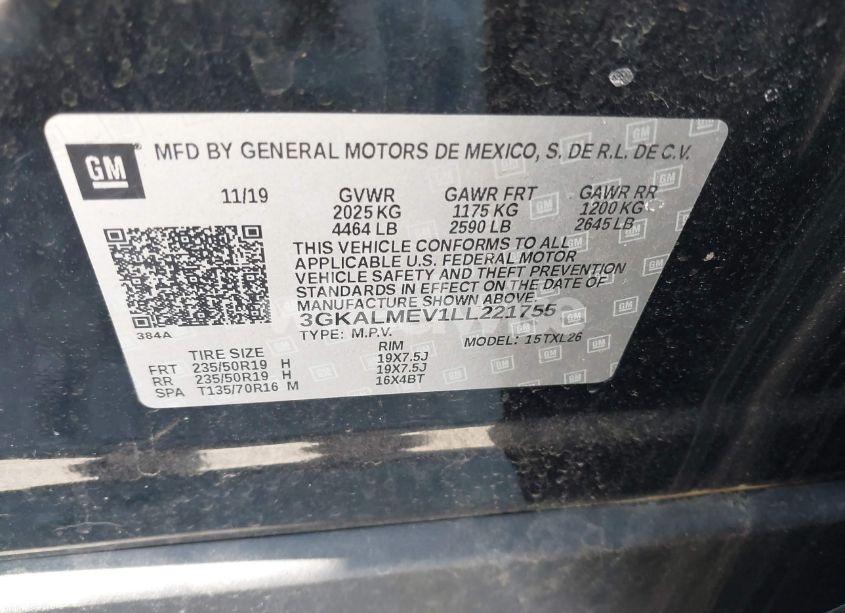 GM MFD BY GENERAL MOTORS DE MEXICO, S. DE R.L. DE C.V.
11/19 GVWR GAWR FRT GAWR RR
2025 KG 1175 KG 1200 KG
4464 LB 2590 LB 2645 LB
THIS VEHICLE CONFORMS TO ALL
APPLICABLE U.S. FEDERAL MOTOR
VEHICLE SAFETY AND THEFT PREVENTION
STANDARDS IN EFFECT ON THE DATE OF
MANUFACTURE SHOWN ABOVE.
384A 3GKALMEV1LL221755
TYPE: M.P.V. MODEL: 15TXL26
TIRE SIZE RIM
FRT 235/50R19 H 19X7.5J
RR 235/50R19 H 19X7.5J
SPA T135/70R16 M 16X4BT